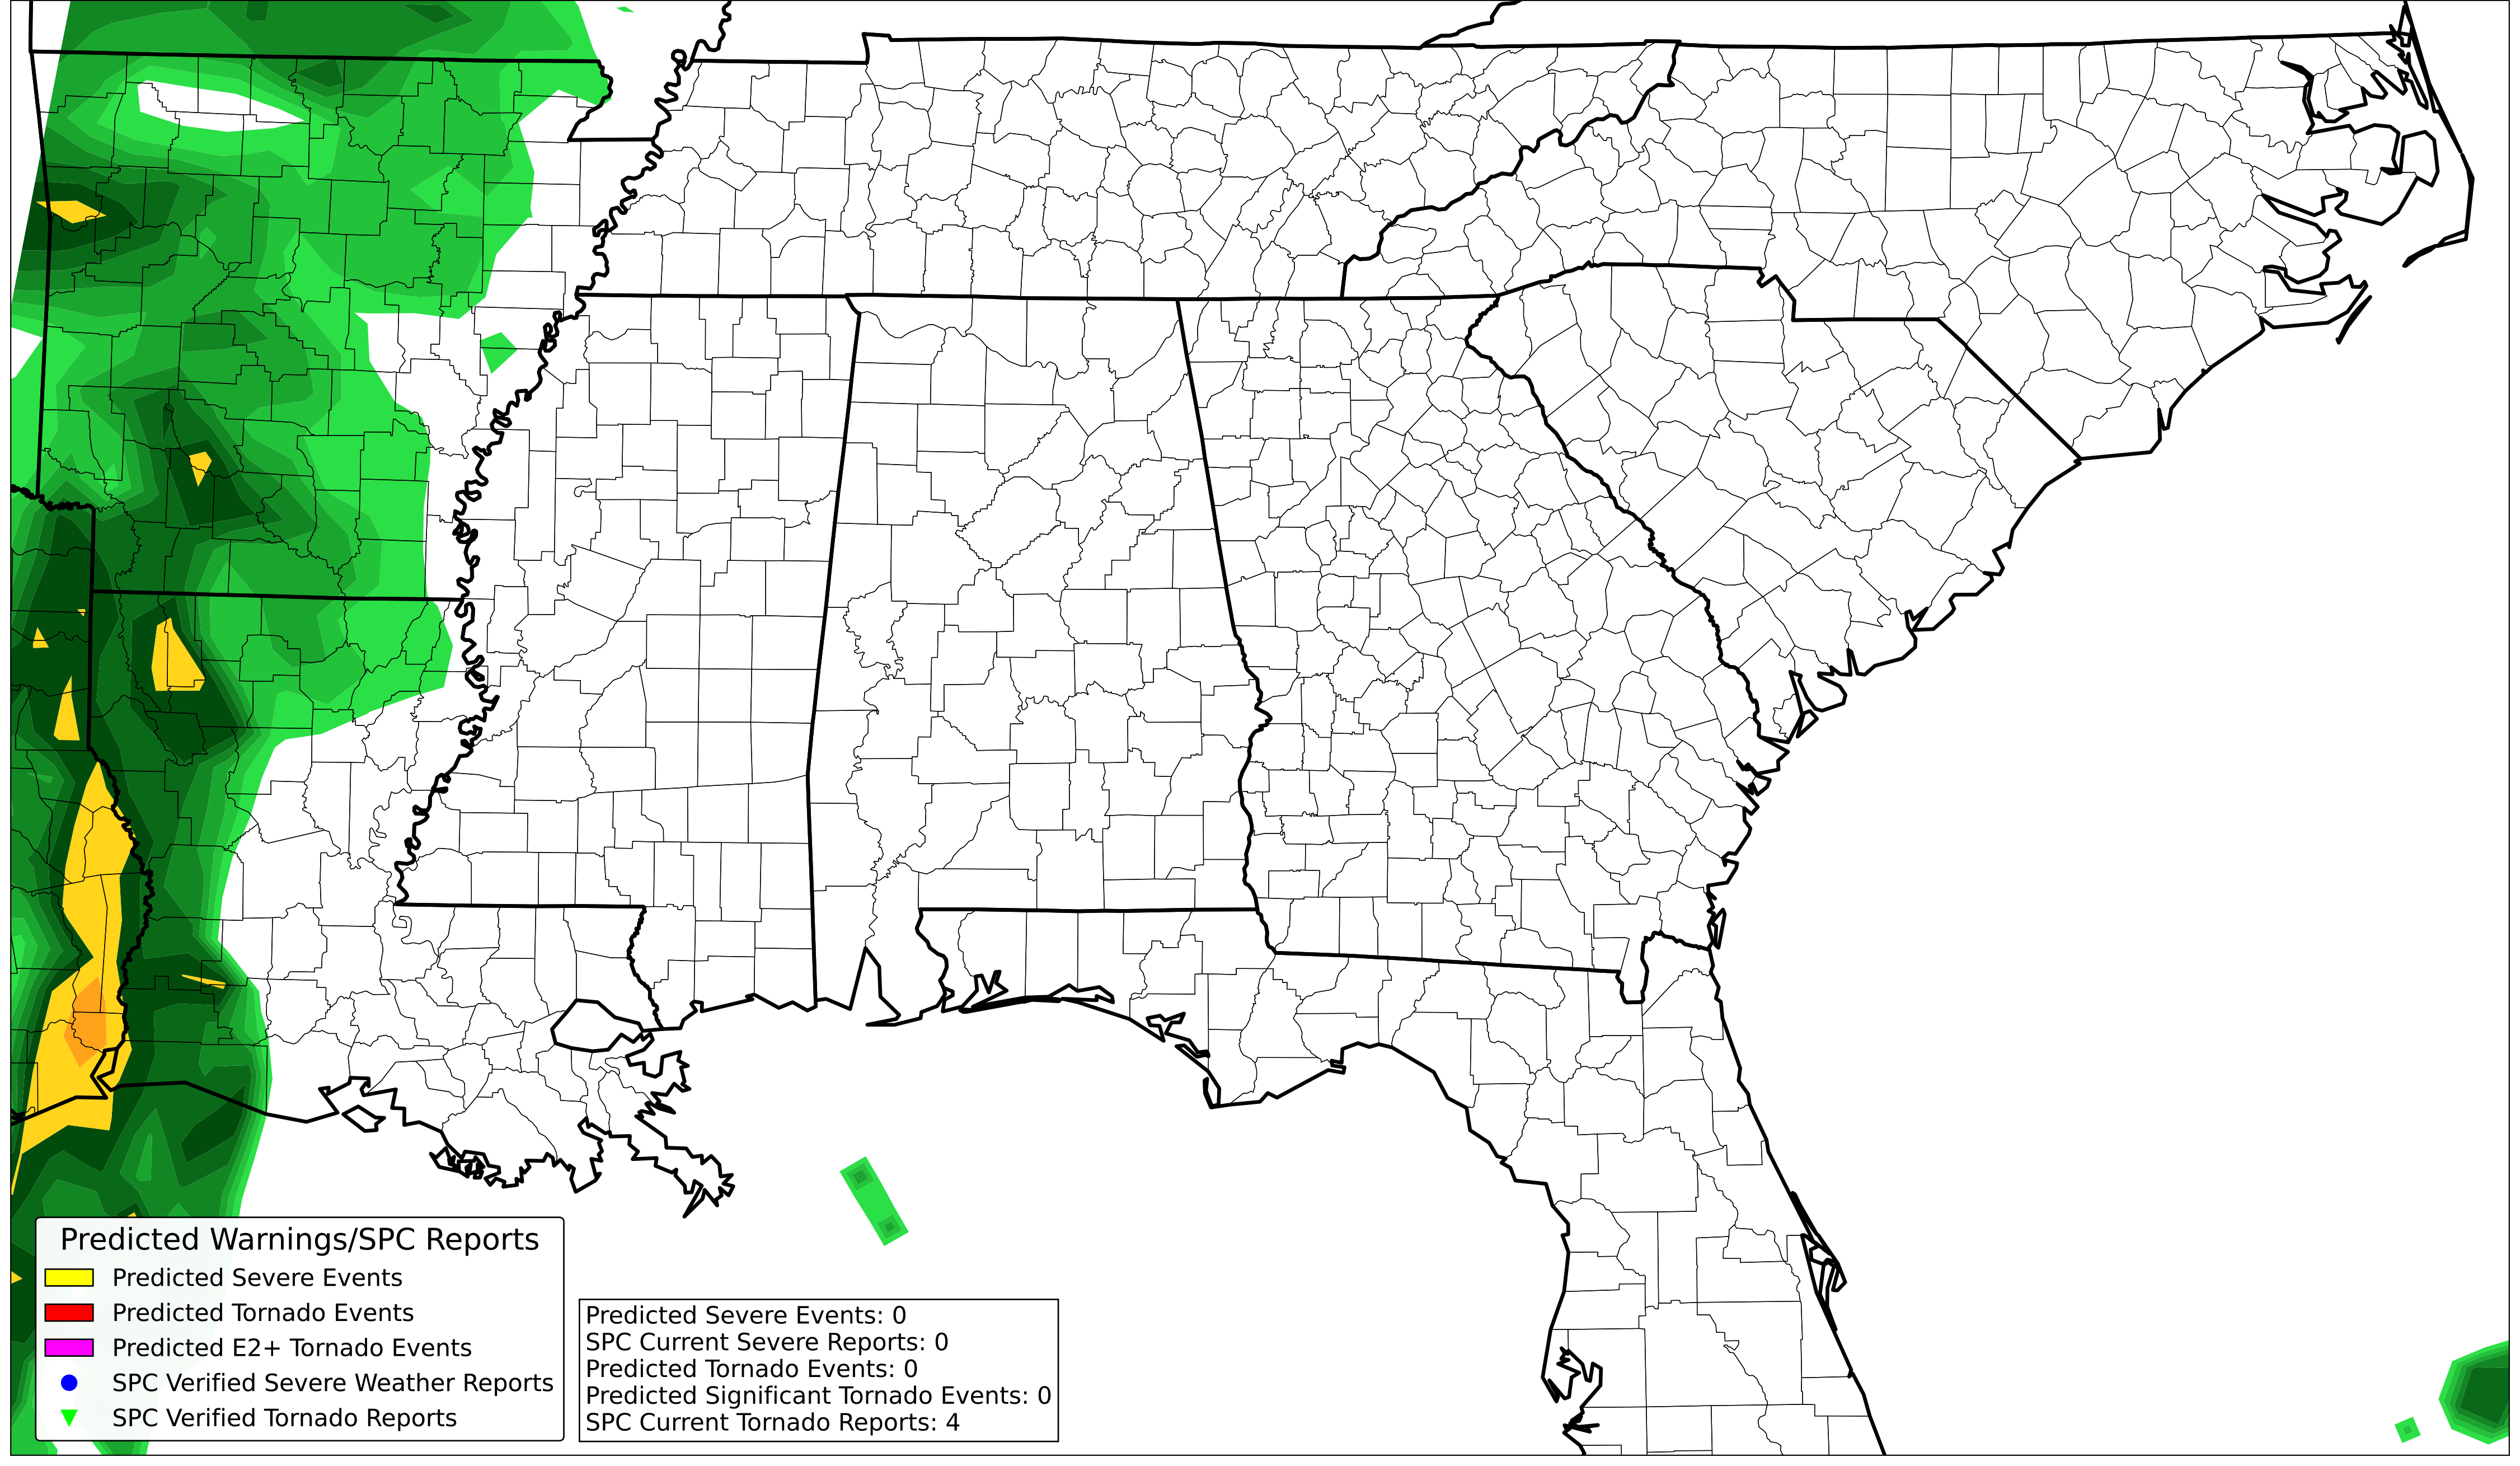 Predicted Warnings/SPC Reports
Predicted Severe Events
Predicted Tornado Events
Predicted E2+ Tornado Events
SPC Verified Severe Weather Reports
SPC Verified Tornado Reports
Predicted Severe Events: 0
SPC Current Severe Reports: 0
Predicted Tornado Events: 0
Predicted Significant Tornado Events: 0
SPC Current Tornado Reports: 4